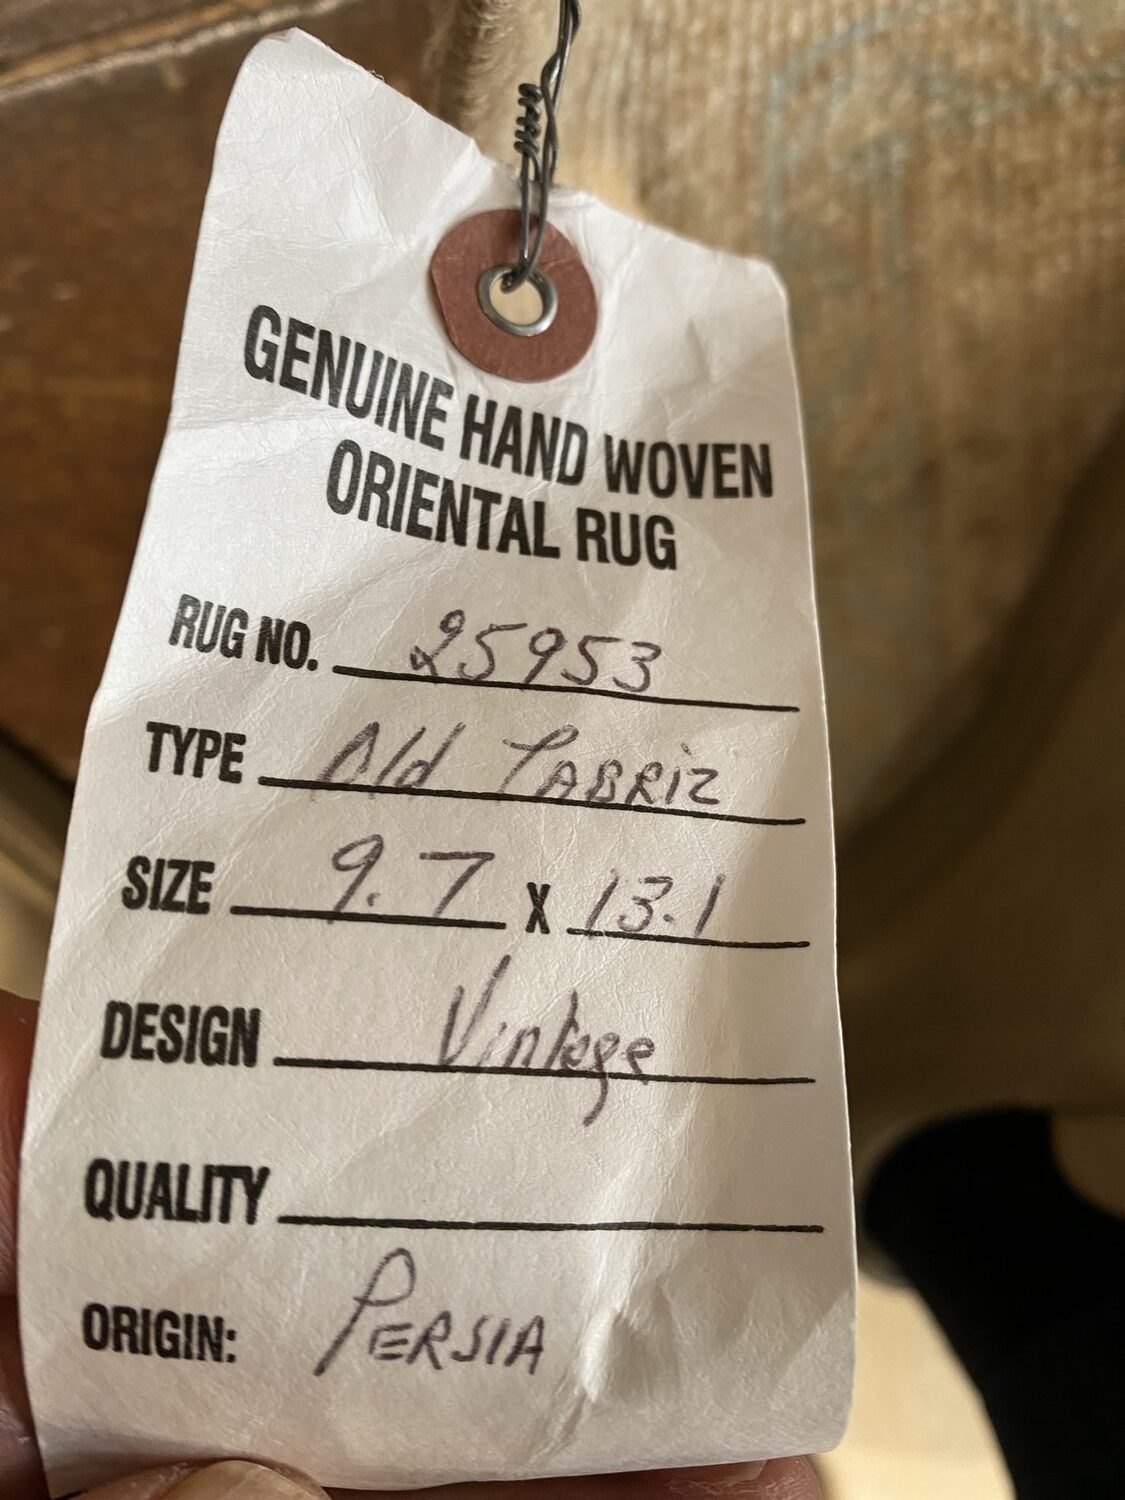 GENUINE HAND WOVEN
ORIENTAL RUG
RUG NO. 25953
TYPE Old TABRiz
SIZE 9.7 X 13.1
DESIGN Vintage
QUALITY
ORIGIN: PERSIA